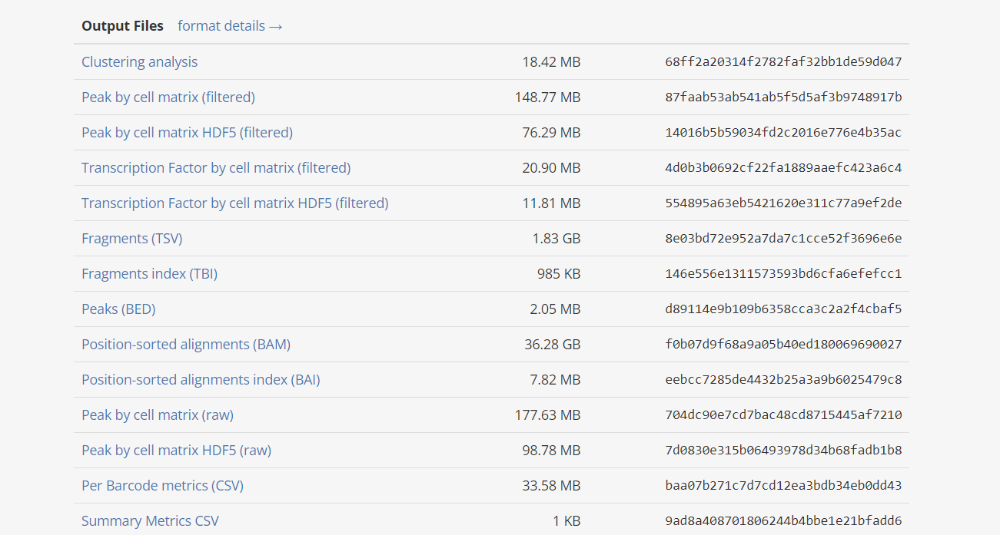 Output Files format details →
Clustering analysis 18.42 MB 68ff2a20314f2782faf32bb1de59d047
Peak by cell matrix (filtered) 148.77 MB 87faab53ab541ab5f5d5af3b9748917b
Peak by cell matrix HDF5 (filtered) 76.29 MB 14016b5b59034fd2c2016e776e4b35ac
Transcription Factor by cell matrix (filtered) 20.90 MB 4d0b3b0692cf22fa1889aaefc423a6c4
Transcription Factor by cell matrix HDF5 (filtered) 11.81 MB 554895a63eb5421620e311c77a9ef2de
Fragments (TSV) 1.83 GB 8e03bd72e952a7da7c1cce52f3696e6e
Fragments index (TBI) 985 KB 146e556e1311573593bd6cfa6efefcc1
Peaks (BED) 2.05 MB d89114e9b109b6358cca3c2a2f4cbaf5
Position-sorted alignments (BAM) 36.28 GB f0b07d9f68a9a05b40ed180069690027
Position-sorted alignments index (BAI) 7.82 MB eebcc7285de4432b25a3a9b6025479c8
Peak by cell matrix (raw) 177.63 MB 704dc90e7cd7bac48cd8715445af7210
Peak by cell matrix HDF5 (raw) 98.78 MB 7d0830e315b06493978d34b68fadb1b8
Per Barcode metrics (CSV) 33.58 MB baa07b271c7d7cd12ea3bdb34eb0dd43
Summary Metrics CSV 1 KB 9ad8a408701806244b4bbe1e21bfadd6